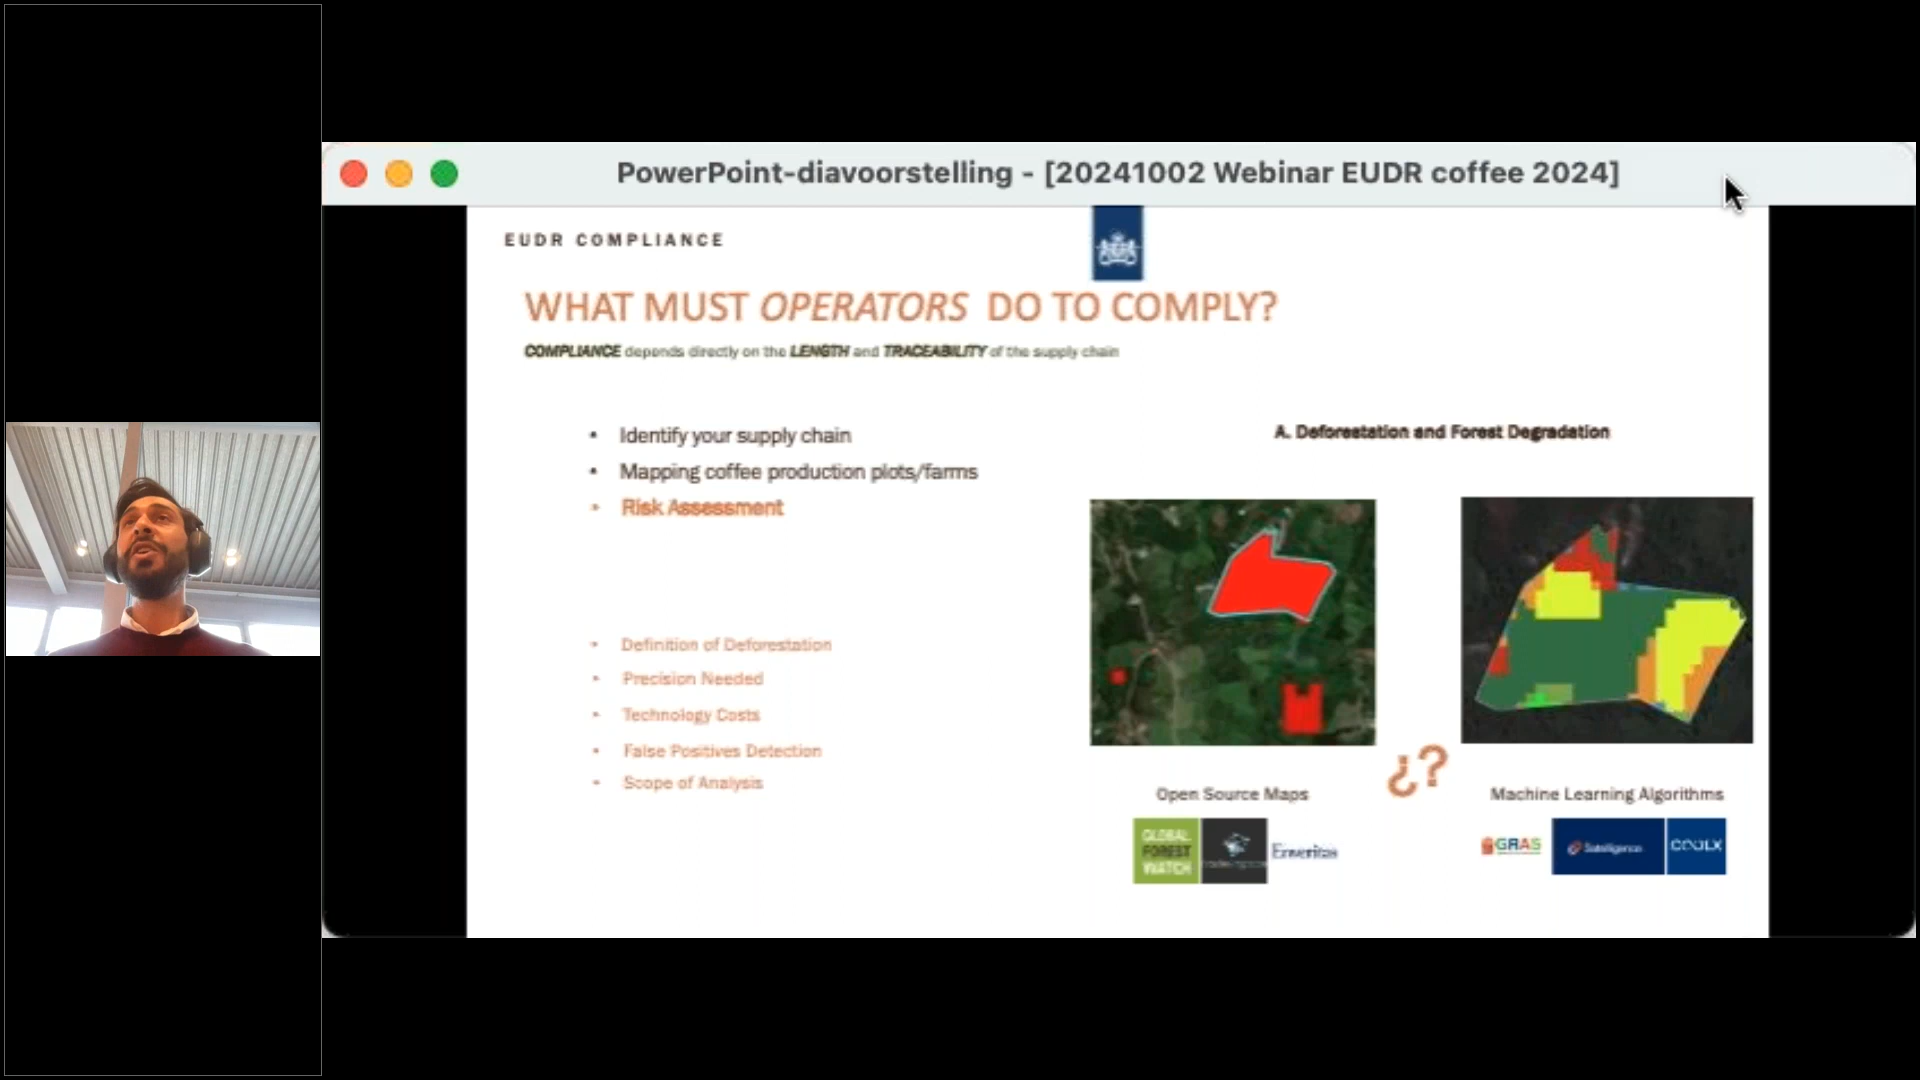 PowerPoint-diavoorstelling - [20241002 Webinar EUDR coffee 2024]
EUDR COMPLIANCE
WHAT MUST OPERATORS DO TO COMPLY?
COMPLIANCE depends directly on the LENGTH and TRACEABILITY of the supply chain
• Identify your supply chain
• Mapping coffee production plots/farms
• Risk Assessment
• Definition of Deforestation
• Precision Needed
• Technology Costs
• False Positives Detection
• Scope of Analysis
A. Deforestation and Forest Degradation
¿?
Open Source Maps
Machine Learning Algorithms
GLOBAL
FOREST
WATCH
Enveritas
GRAS
Satelligence